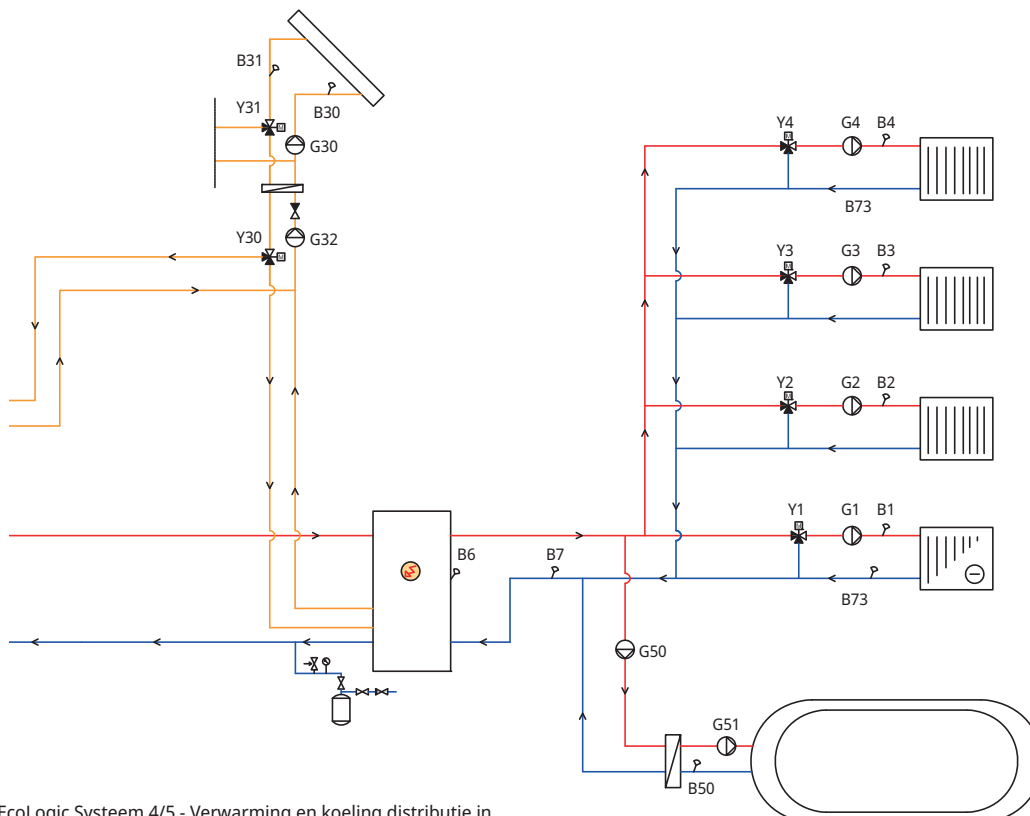 B31
B30
Y31
G30
Y4 G4 B4
B73
Y30 G32
Y3 G3 B3
Y2 G2 B2
Y1 G1 B1
B6
B7
B73
G50
G51
B50
EcoLogic Systeem 4/5 - Verwarming en koeling distributie in